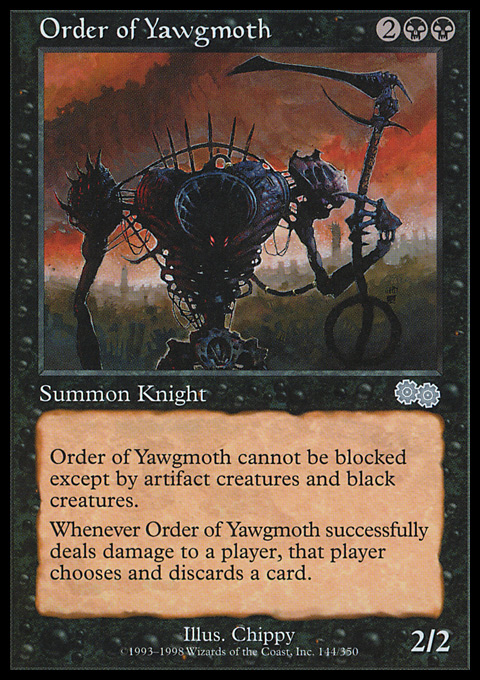 Order of Yawgmoth 2
Summon Knight
Order of Yawgmoth cannot be blocked
except by artifact creatures and black
creatures.
Whenever Order of Yawgmoth successfully
deals damage to a player, that player
chooses and discards a card.
Illus. Chippy
2/2
©1993–1998 Wizards of the Coast, Inc. 144/350